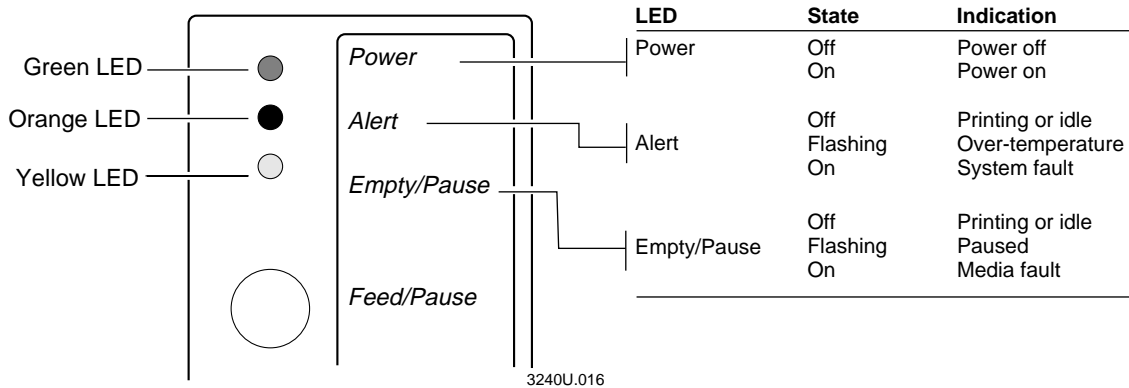 Green LED
Orange LED
Yellow LED
Power
Alert
Empty/Pause
Feed/Pause
3240U.016
LED State Indication
Power Off Power off
On Power on
Off Printing or idle
Alert Flashing Over-temperature
On System fault
Off Printing or idle
Empty/Pause Flashing Paused
On Media fault